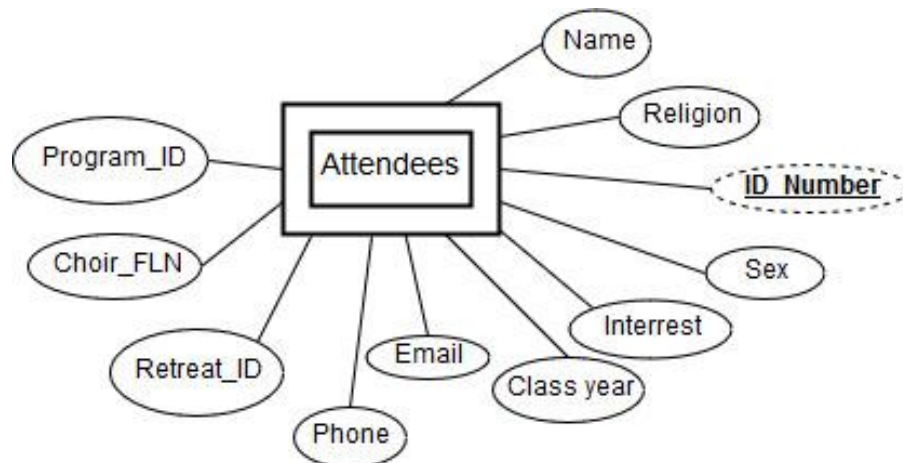 Name
Religion
Program_ID
Attendees
ID_Number
Choir_FLN
Sex
Interrest
Retreat_ID
Email
Class year
Phone